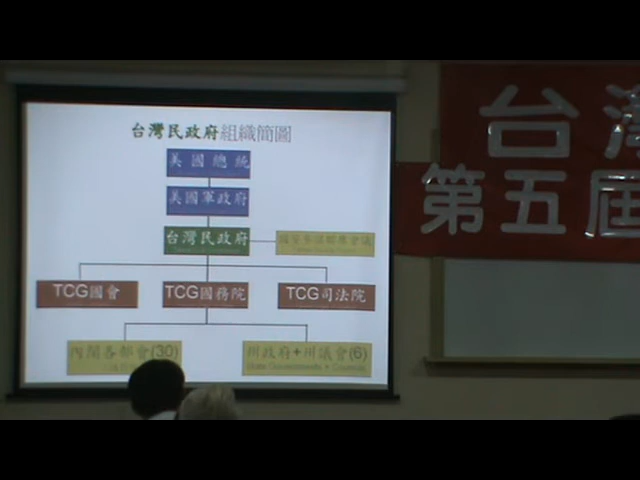 台灣民政府組織簡圖
美國總統
美國軍政府
台灣民政府
TCG國會
TCG國務院
TCG司法院
內閣各部會(30)
州政府+州議會(6)
State Governments + Councils
台灣
第五屆